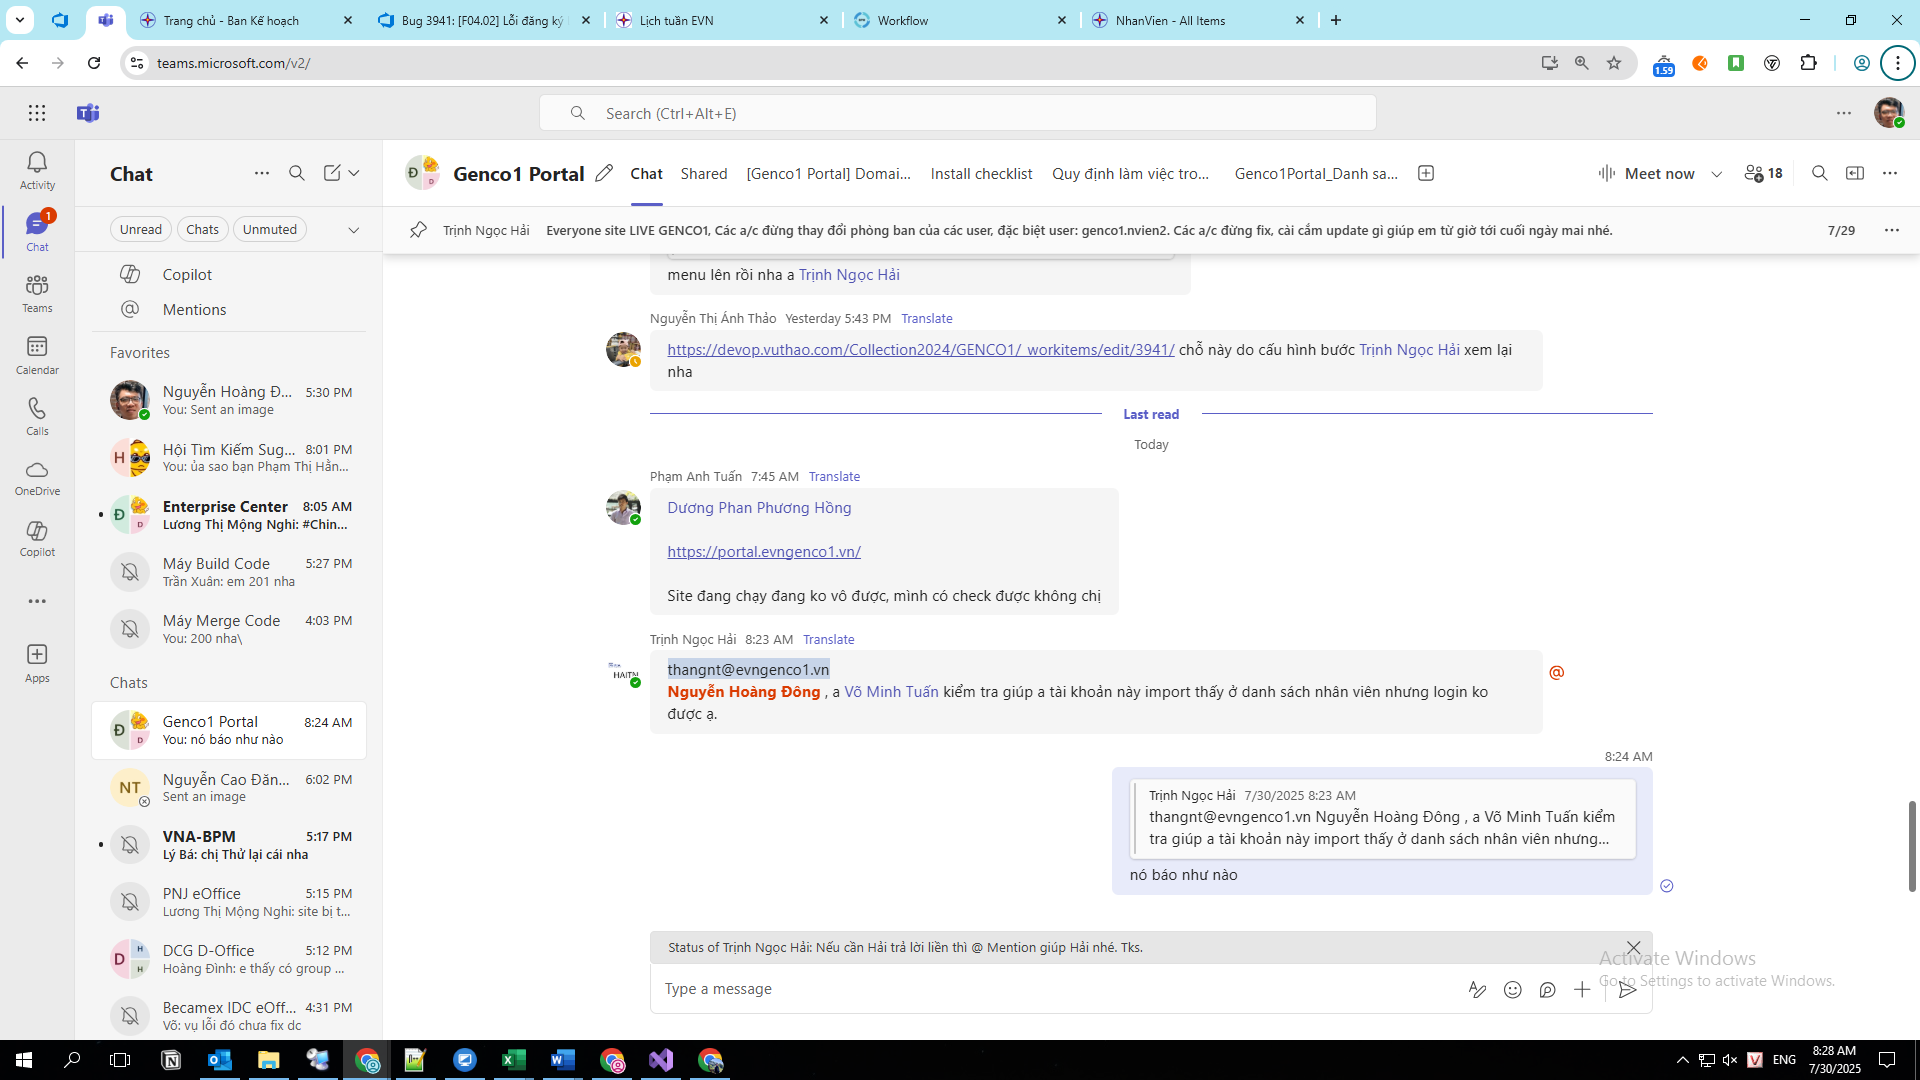 Trang chủ - Ban Kế hoạch
Bug 3941: [F04.02] Lỗi đăng ký
Lịch tuần EVN
Workflow
NhanVien - All Items
teams.microsoft.com/v2/
1.59
Search (Ctrl+Alt+E)
Activity
Chat
1
Teams
Calendar
Calls
OneDrive
Copilot
Apps
Chat
Unread
Chats
Unmuted
Copilot
Mentions
Favorites
Nguyễn Hoàng Đ... 5:30 PM
You: Sent an image
Hội Tìm Kiếm Sug... 8:01 PM
You: ủa sao bạn Phạm Thị Hằn...
Enterprise Center 8:05 AM
Lương Thị Mộng Nghi: #Chin...
Máy Build Code 5:27 PM
Trần Xuân: em 201 nha
Máy Merge Code 4:03 PM
You: 200 nha\
Chats
Genco1 Portal 8:24 AM
You: nó báo như nào
NT
Nguyễn Cao Đăn... 6:02 PM
Sent an image
VNA-BPM 5:17 PM
Lý Bá: chị Thử lại cái nha
PNJ eOffice 5:15 PM
Lương Thị Mộng Nghi: site bị t...
DCG D-Office 5:12 PM
Hoàng Đình: e thấy có group ...
Becamex IDC eOff... 4:31 PM
Võ: vụ lỗi đó chưa fix dc
Genco1 Portal
Chat
Shared
[Genco1 Portal] Domai...
Install checklist
Quy định làm việc tro...
Genco1Portal_Danh sa...
Meet now
18
Trịnh Ngọc Hải Everyone site LIVE GENCO1, Các a/c đừng thay đổi phòng ban của các user, đặc biệt user: genco1.nvien2. Các a/c đừng fix, cài cắm update gì giúp em từ giờ tới cuối ngày mai nhé. 7/29
menu lên rồi nha a Trịnh Ngọc Hải
Nguyễn Thị Ánh Thảo Yesterday 5:43 PM Translate
https://devop.vuthao.com/Collection2024/GENCO1/_workitems/edit/3941/ chỗ này do cấu hình bước Trịnh Ngọc Hải xem lại
nha
Last read
Today
Phạm Anh Tuấn 7:45 AM Translate
Dương Phan Phương Hồng
https://portal.evngenco1.vn/
Site đang chạy đang ko vô được, mình có check được không chị
Trịnh Ngọc Hải 8:23 AM Translate
thangnt@evngenco1.vn
Nguyễn Hoàng Đông , a Võ Minh Tuấn kiểm tra giúp a tài khoản này import thấy ở danh sách nhân viên nhưng login ko
được ạ.
8:24 AM
Trịnh Ngọc Hải 7/30/2025 8:23 AM
thangnt@evngenco1.vn Nguyễn Hoàng Đông , a Võ Minh Tuấn kiểm
tra giúp a tài khoản này import thấy ở danh sách nhân viên nhưng...
nó báo như nào
Status of Trịnh Ngọc Hải: Nếu cần Hải trả lời liền thì @ Mention giúp Hải nhé. Tks.
Type a message
Activate Windows
Go to Settings to activate Windows.
ENG
8:28 AM
7/30/2025